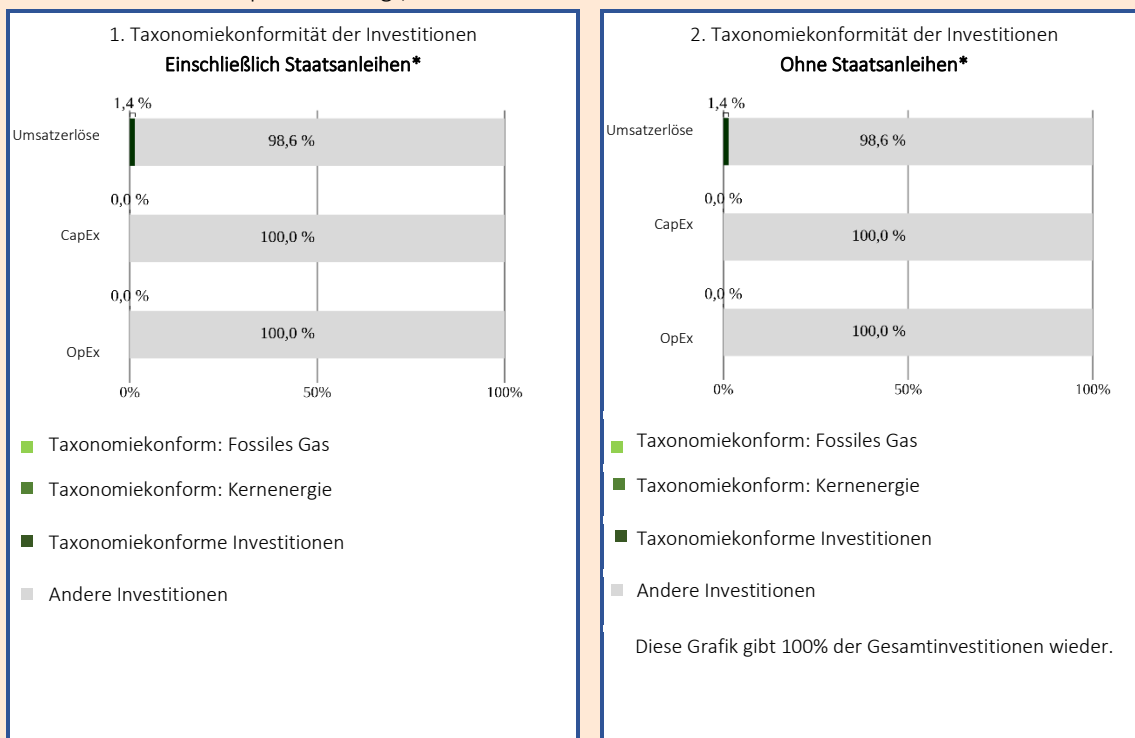 1. Taxonomiekonformität der Investitionen
Einschließlich Staatsanleihen*
1,4 %
Umsatzerlöse
98,6 %
0,0 %
CapEx
100,0 %
0,0 %
OpEx
100,0 %
0%
50%
100%
Taxonomiekonform: Fossiles Gas
Taxonomiekonform: Kernenergie
Taxonomiekonforme Investitionen
Andere Investitionen
2. Taxonomiekonformität der Investitionen
Ohne Staatsanleihen*
1,4 %
Umsatzerlöse
98,6 %
0,0 %
CapEx
100,0 %
0,0 %
OpEx
100,0 %
0%
50%
100%
Taxonomiekonform: Fossiles Gas
Taxonomiekonform: Kernenergie
Taxonomiekonforme Investitionen
Andere Investitionen
Diese Grafik gibt 100% der Gesamtinvestitionen wieder.